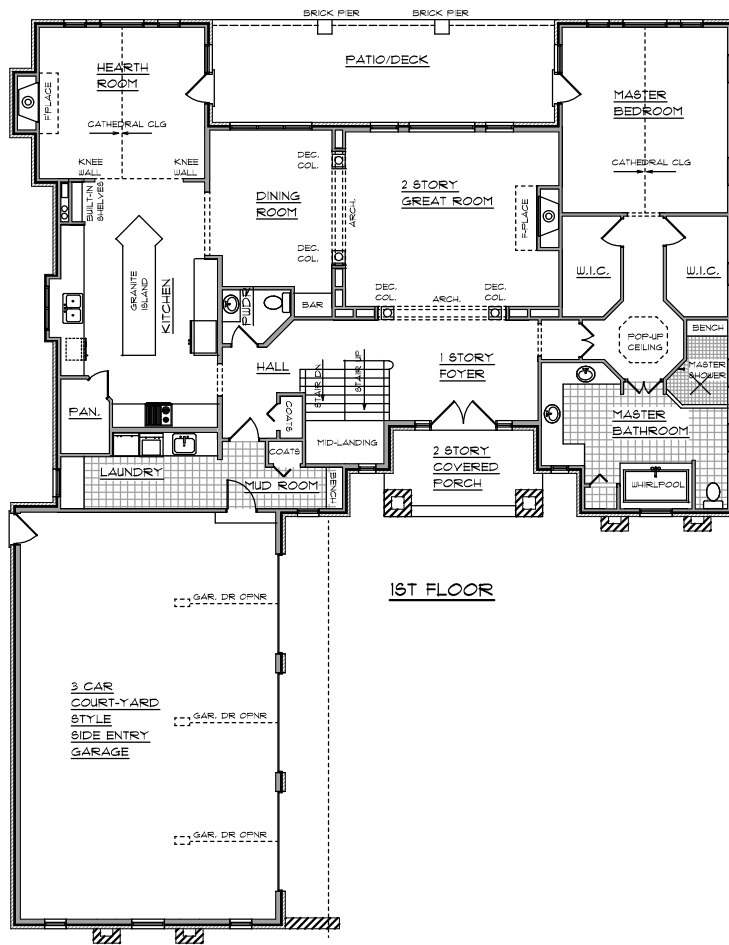 BRICK PIER
BRICK PIER
PATIO/DECK
HEARTH
ROOM
F'PLACE
CATHEDRAL CLG
MASTER
BEDROOM
CATHEDRAL CLG
KNEE
WALL
KNEE
WALL
BUILT-IN
SHELVES
DEC.
COL.
DINING
ROOM
DEC.
COL.
ARCH.
2 STORY
GREAT ROOM
F-PLACE
W.I.C.
W.I.C.
GRANITE
ISLAND
KITCHEN
PWDR
BAR
DEC.
COL.
ARCH.
DEC.
COL.
POP-UP
CEILING
BENCH
MASTER
SHOWER
HALL
STAIR DN
STAIR UP
1 STORY
FOYER
PAN.
COATS
COATS
MID-LANDING
2 STORY
COVERED
PORCH
MASTER
BATHROOM
WHIRLPOOL
LAUNDRY
MUD ROOM
BENCH
1ST FLOOR
GAR. DR OPNR
3 CAR
COURT-YARD
STYLE
SIDE ENTRY
GARAGE
GAR. DR OPNR
GAR. DR OPNR